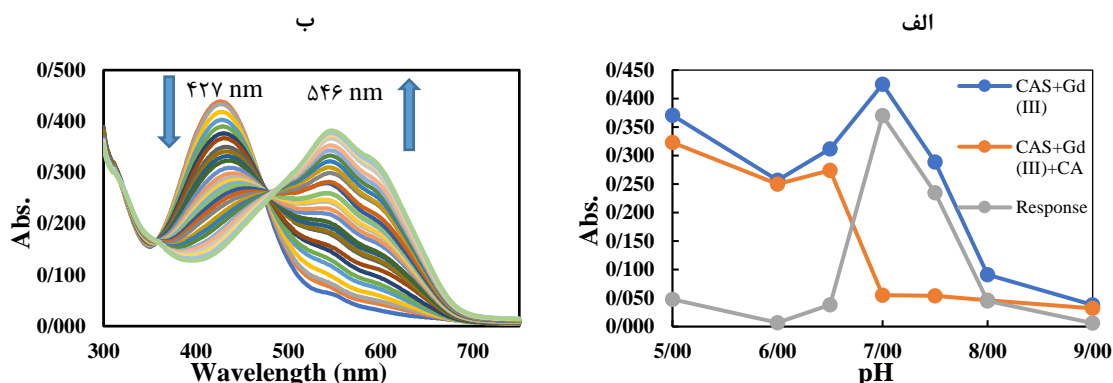 ب
الف
0/500
0/400
0/300
0/200
0/100
0/000
Abs.
۴۲۷ nm
۵۴۶ nm
300
400
500
600
700
Wavelength (nm)
0/450
0/400
0/350
0/300
0/250
0/200
0/150
0/100
0/050
0/000
Abs.
CAS+Gd
(III)
CAS+Gd
(III)+CA
Response
5/00
6/00
7/00
8/00
9/00
pH